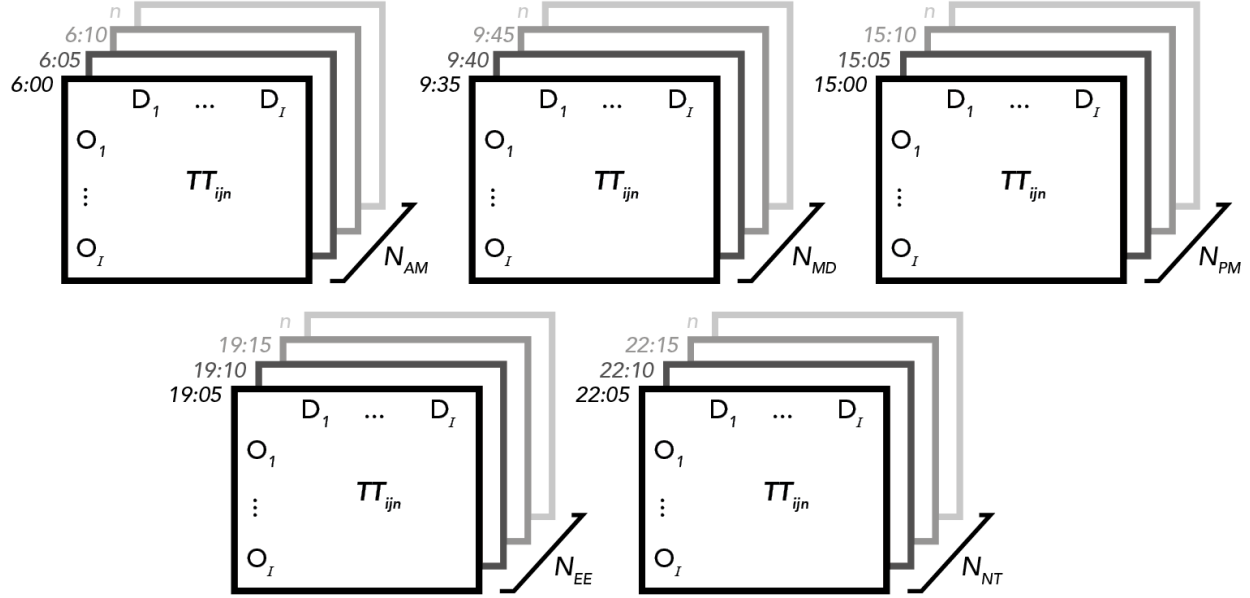 n
6:10
6:05
6:00
D1 ... DI
O1
TTijn
⋮
OI
NAM
n
9:45
9:40
9:35
D1 ... DI
O1
TTijn
⋮
OI
NMD
n
15:10
15:05
15:00
D1 ... DI
O1
TTijn
⋮
OI
NPM
n
19:15
19:10
19:05
D1 ... DI
O1
TTijn
⋮
OI
NEE
n
22:15
22:10
22:05
D1 ... DI
O1
TTijn
⋮
OI
NNT